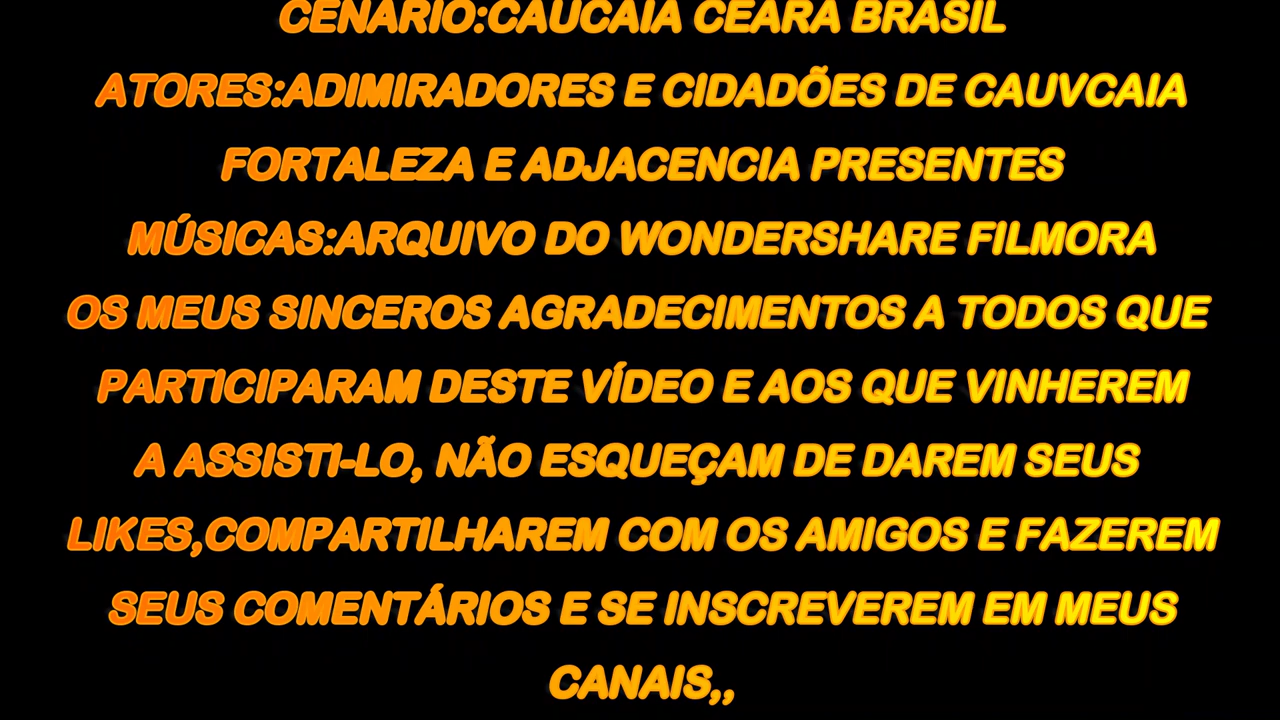 CENARIO:CAUCAIA CEARA BRASIL
ATORES:ADIMIRADORES E CIDADÕES DE CAUVCAIA
FORTALEZA E ADJACENCIA PRESENTES
MÚSICAS:ARQUIVO DO WONDERSHARE FILMORA
OS MEUS SINCEROS AGRADECIMENTOS A TODOS QUE
PARTICIPARAM DESTE VÍDEO E AOS QUE VINHEREM
A ASSISTI-LO, NÃO ESQUEÇAM DE DAREM SEUS
LIKES,COMPARTILHAREM COM OS AMIGOS E FAZEREM
SEUS COMENTÁRIOS E SE INSCREVEREM EM MEUS
CANAIS,,